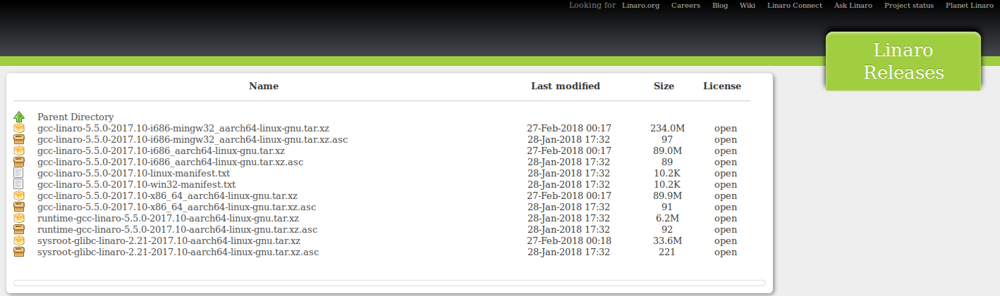 Looking for Linaro.org Careers Blog Wiki Linaro Connect Ask Linaro Project status Planet Linaro
Linaro
Releases
Name Last modified Size License
Parent Directory
gcc-linaro-5.5.0-2017.10-i686-mingw32_aarch64-linux-gnu.tar.xz 27-Feb-2018 00:17 234.0M open
gcc-linaro-5.5.0-2017.10-i686-mingw32_aarch64-linux-gnu.tar.xz.asc 28-Jan-2018 17:32 97 open
gcc-linaro-5.5.0-2017.10-i686_aarch64-linux-gnu.tar.xz 27-Feb-2018 00:17 89.0M open
gcc-linaro-5.5.0-2017.10-i686_aarch64-linux-gnu.tar.xz.asc 28-Jan-2018 17:32 89 open
gcc-linaro-5.5.0-2017.10-linux-manifest.txt 28-Jan-2018 17:32 10.2K open
gcc-linaro-5.5.0-2017.10-win32-manifest.txt 28-Jan-2018 17:32 10.2K open
gcc-linaro-5.5.0-2017.10-x86_64_aarch64-linux-gnu.tar.xz 27-Feb-2018 00:17 89.9M open
gcc-linaro-5.5.0-2017.10-x86_64_aarch64-linux-gnu.tar.xz.asc 28-Jan-2018 17:32 91 open
runtime-gcc-linaro-5.5.0-2017.10-aarch64-linux-gnu.tar.xz 28-Jan-2018 17:32 6.2M open
runtime-gcc-linaro-5.5.0-2017.10-aarch64-linux-gnu.tar.xz.asc 28-Jan-2018 17:32 92 open
sysroot-glibc-linaro-2.21-2017.10-aarch64-linux-gnu.tar.xz 27-Feb-2018 00:18 33.6M open
sysroot-glibc-linaro-2.21-2017.10-aarch64-linux-gnu.tar.xz.asc 28-Jan-2018 17:32 221 open